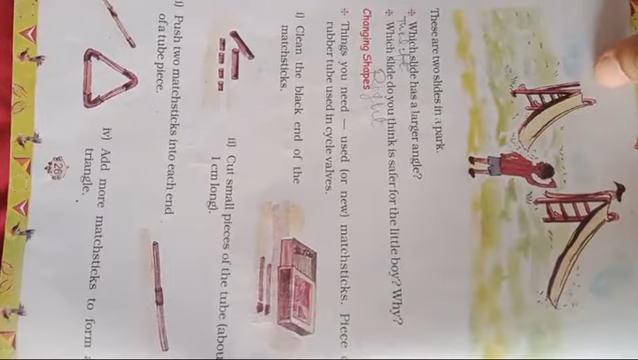 These are two slides in a park.
✤ Which slide has a larger angle?
✤ Which slide do you think is safer for the little boy? Why?
Changing Shapes
✤ Things you need — used (or new) matchsticks. Piece
rubber tube used in cycle valves.
i) Clean the black end of the
matchsticks.
ii) Cut small pieces of the tube (abou
1 cm long).
i) Push two matchsticks into each end
of a tube piece.
iv) Add more matchsticks to form a
triangle.
26